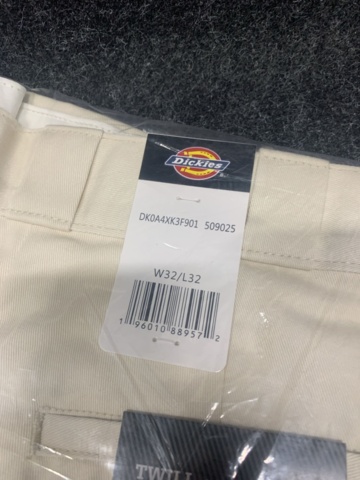 Dickies
DK0A4XK3F901 509025
W32/L32
1 96010 88957 2
TWILL